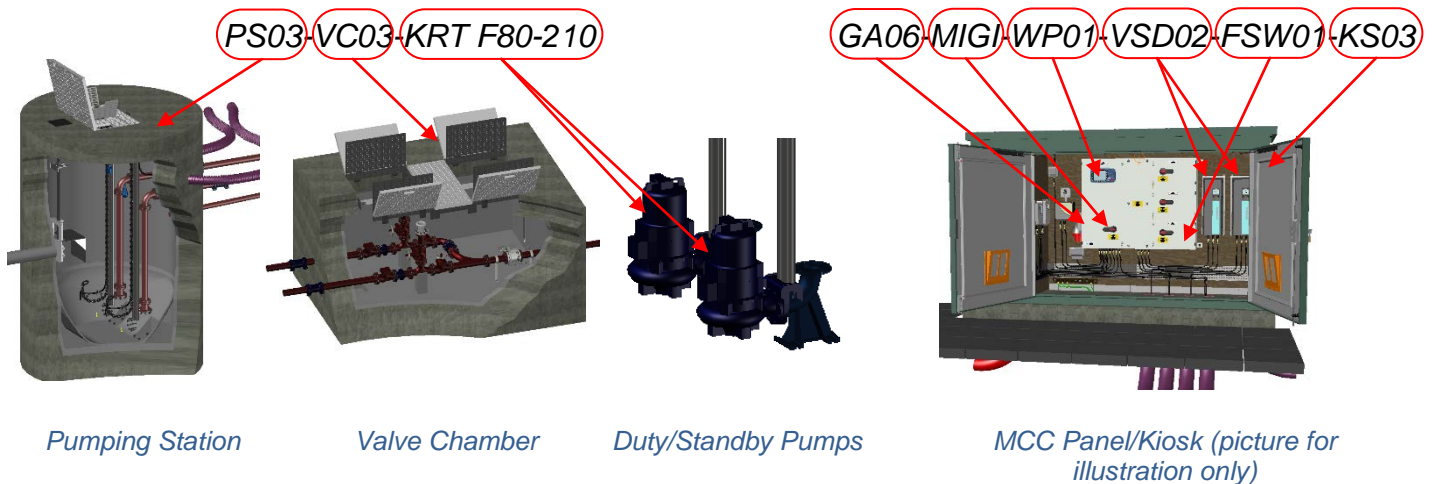 PS03-VC03-KRT F80-210
GA06-MIGI-WP01-VSD02-FSW01-KS03
Pumping Station
Valve Chamber
Duty/Standby Pumps
MCC Panel/Kiosk (picture for
illustration only)